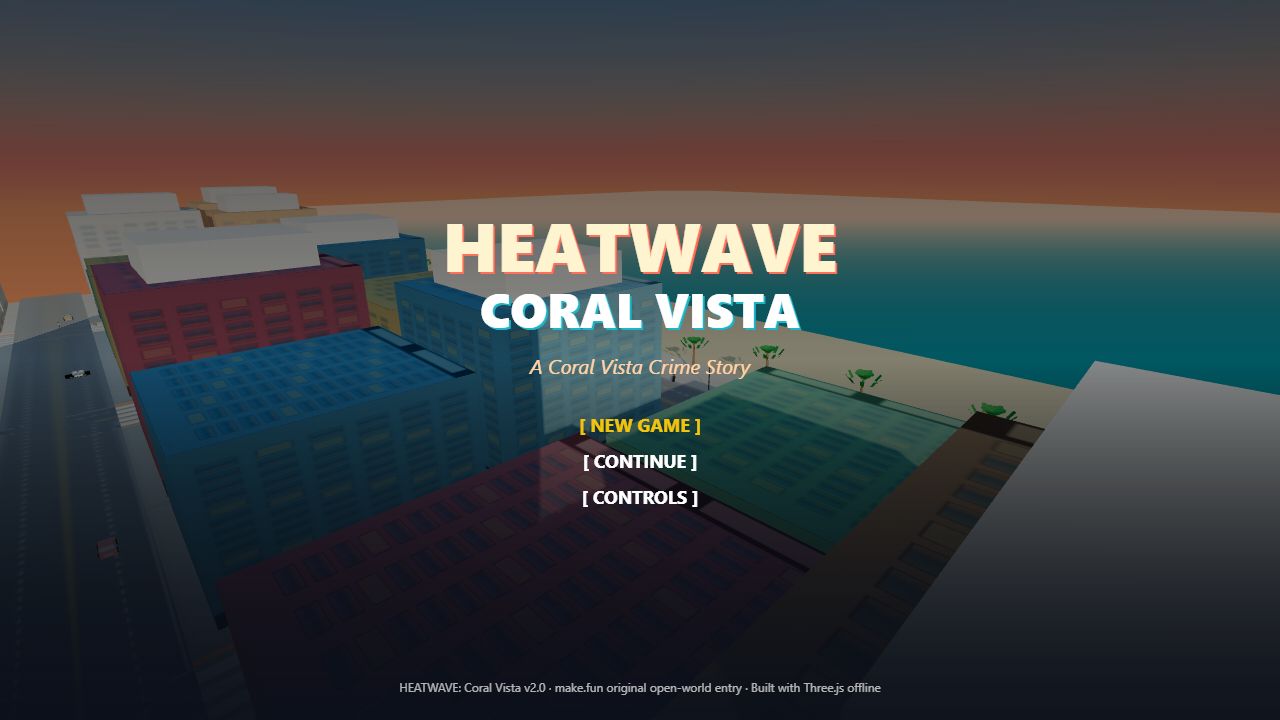 HEATWAVE
CORAL VISTA
A Coral Vista Crime Story
[ NEW GAME ]
[ CONTINUE ]
[ CONTROLS ]
HEATWAVE: Coral Vista v2.0 · make.fun original open-world entry · Built with Three.js offline